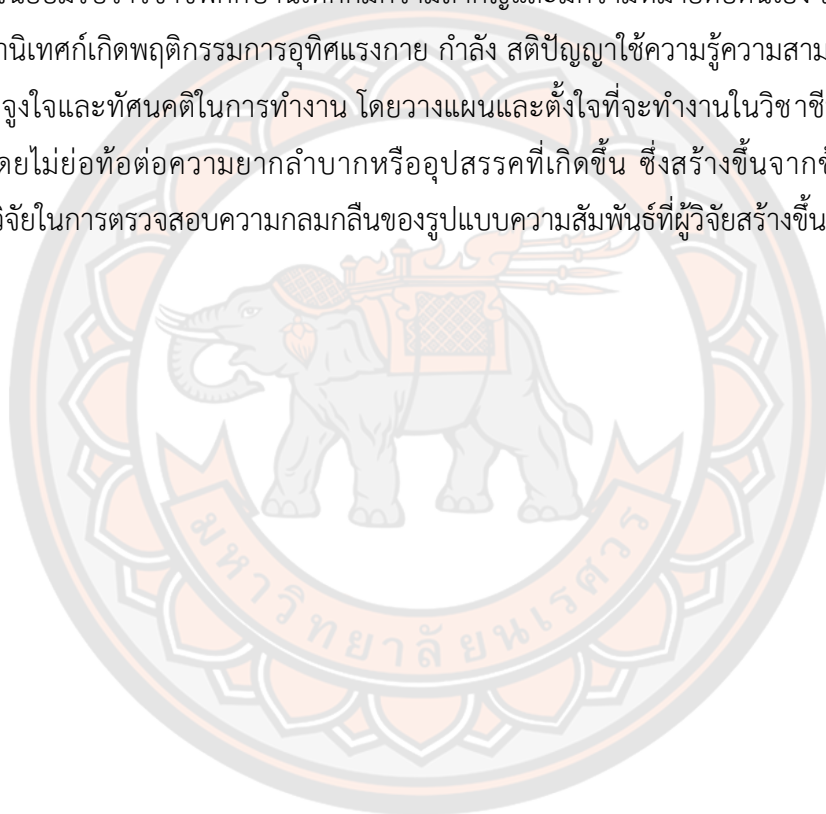 านิเทศก์เกิดพฤติกรรมการอุทิศแรงกาย กำลัง สติปัญญาใช้ความรู้ความสาม
จูงใจและทัศนคติในการทำงาน โดยวางแผนและตั้งใจที่จะทำงานในวิชาชี
ดยไม่ย่อท้อต่อความยากลำบากหรืออุปสรรคที่เกิดขึ้น ซึ่งสร้างขึ้นจาก
วิจัยในการตรวจสอบความกลมกลืนของรูปแบบความสัมพันธ์ที่ผู้วิจัยสร้างขึ้น
มหาวิทยาลัยนเรศวร